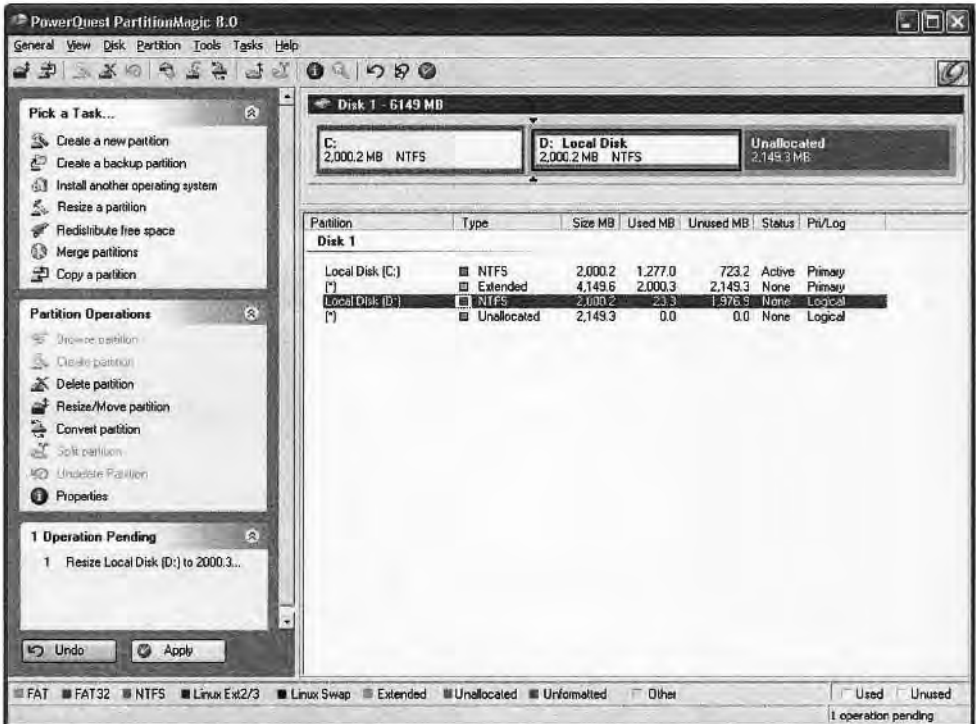 PowerQuest PartitionMagic 8.0
General View Disk Partition Tools Tasks Help
Pick a Task...
Create a new partition
Create a backup partition
Install another operating system
Resize a partition
Redistribute free space
Merge partitions
Copy a partition
Partition Operations
Browse partition
Create partition
Delete partition
Resize/Move partition
Convert partition
Split partition
Undelete Partition
Properties
1 Operation Pending
1 Resize Local Disk (D:) to 2000.3...
Undo Apply
Disk 1 - 6149 MB
C:
2,000.2 MB NTFS
D: Local Disk
2,000.2 MB NTFS
Unallocated
2,149.3 MB
Partition Type Size MB Used MB Unused MB Status Pri/Log
Disk 1
Local Disk (C:) NTFS 2,000.2 1,277.0 723.2 Active Primary
(*) Extended 4,149.6 2,000.3 2,149.3 None Primary
Local Disk (D:) NTFS 2,000.2 23.3 1,976.9 None Logical
(*) Unallocated 2,149.3 0.0 0.0 None Logical
FAT FAT32 NTFS Linux Ext2/3 Linux Swap Extended Unallocated Unformatted Other Used Unused
1 operation pending